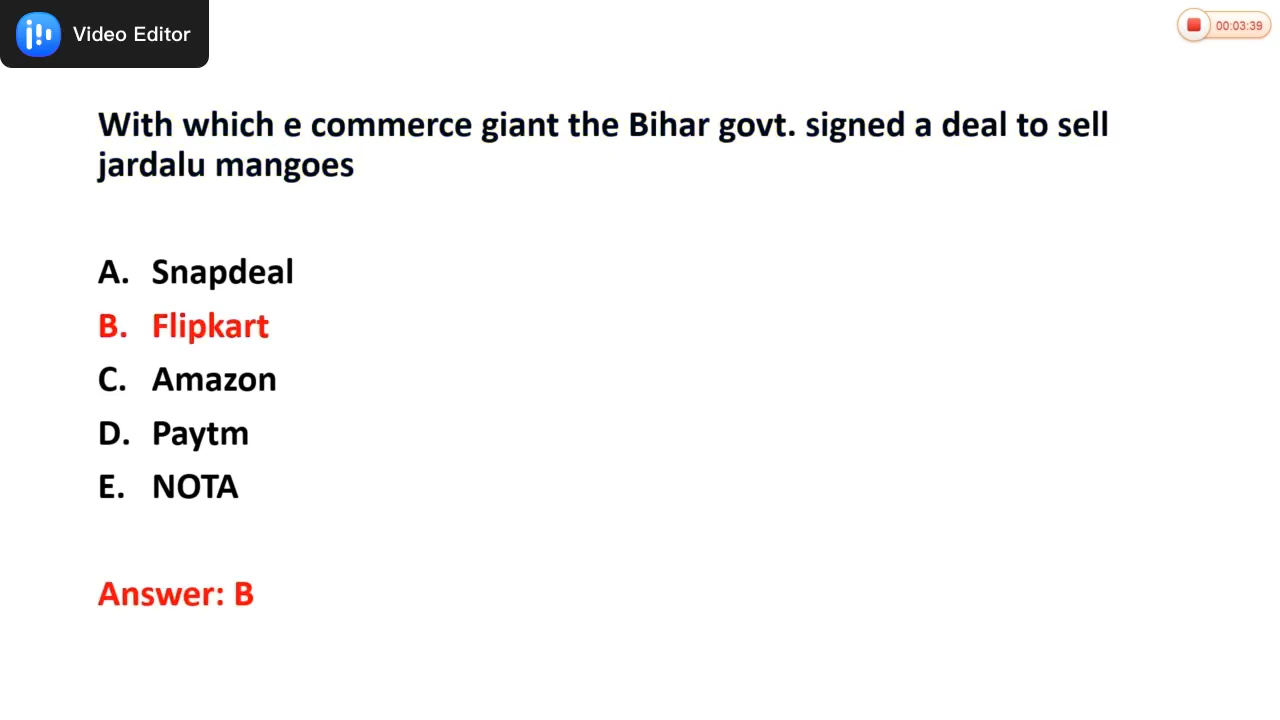 Video Editor
00:03:39
With which e commerce giant the Bihar govt. signed a deal to sell
jardalu mangoes
A. Snapdeal
B. Flipkart
C. Amazon
D. Paytm
E. NOTA
Answer: B